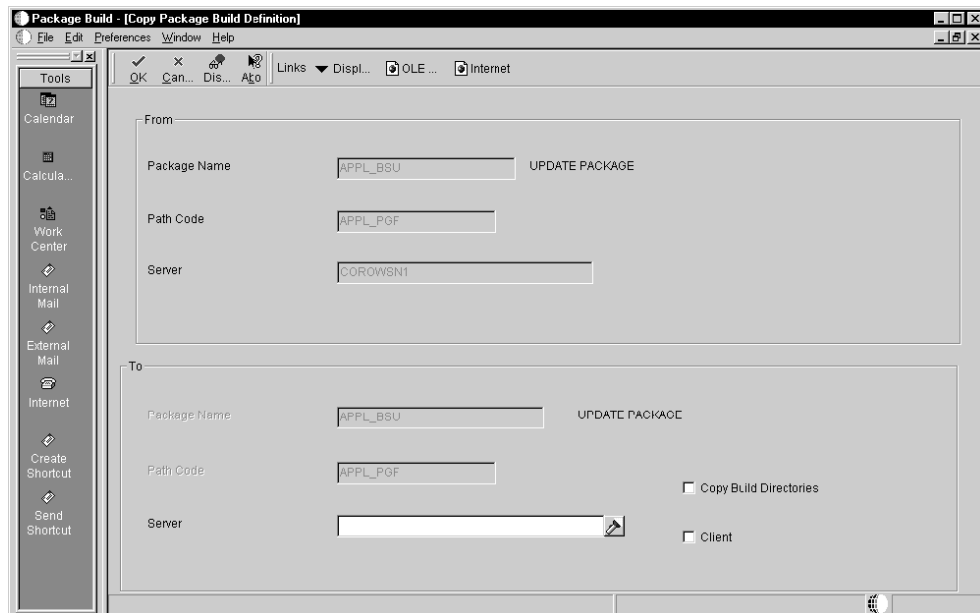 Package Build - [Copy Package Build Definition]
File Edit Preferences Window Help
Tools
Calendar
Calcula...
Work
Center
Internal
Mail
External
Mail
Internet
Create
Shortcut
Send
Shortcut
OK Can... Dis... Abo Links Displ... OLE ... Internet
From
Package Name APPL_BSU UPDATE PACKAGE
Path Code APPL_PGF
Server COROWSN1
To
Package Name APPL_BSU UPDATE PACKAGE
Path Code APPL_PGF
Copy Build Directories
Server
Client